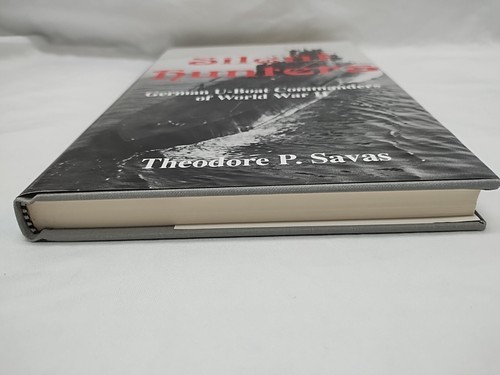 Silent
Hunters
German U-Boat Commanders
of World War II
Theodore P. Savas